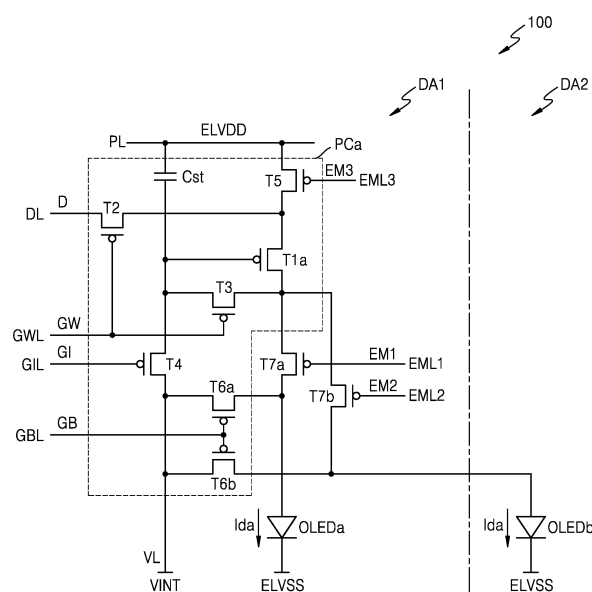 100
DA1
DA2
ELVDD
PL
PCa
Cst
T5
EM3
EML3
D
DL
T2
T1a
T3
GW
GWL
GI
GIL
T4
T7a
EM1
EML1
T6a
T7b
EM2
EML2
GB
GBL
T6b
Ida
OLEDa
Ida
OLEDb
VL
VINT
ELVSS
ELVSS